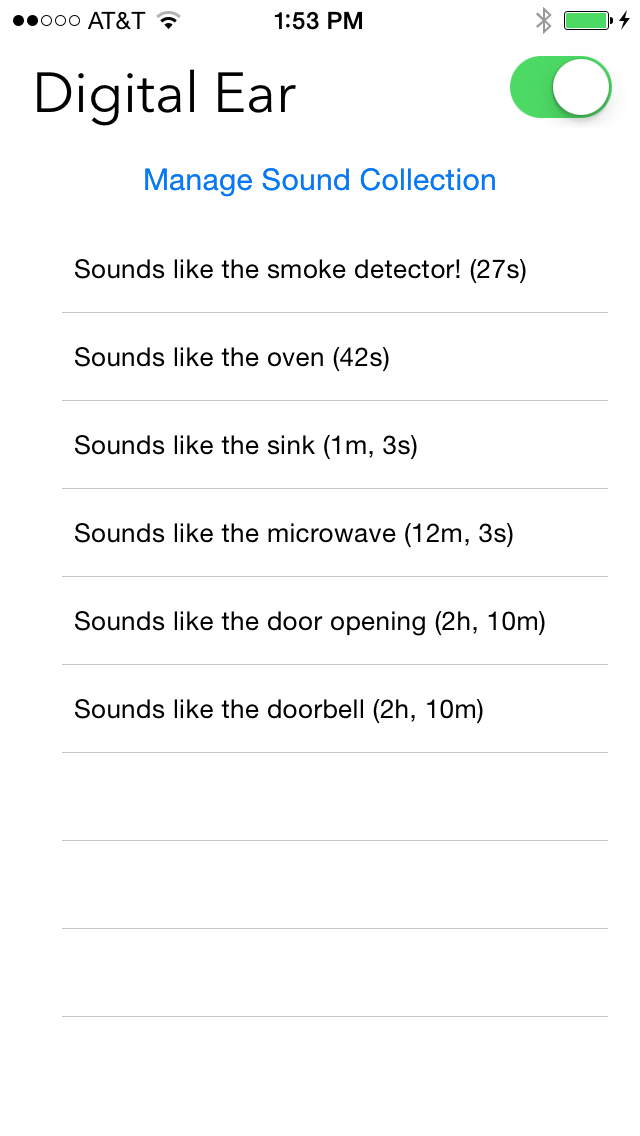 AT&T 1:53 PM
Digital Ear
Manage Sound Collection
Sounds like the smoke detector! (27s)
Sounds like the oven (42s)
Sounds like the sink (1m, 3s)
Sounds like the microwave (12m, 3s)
Sounds like the door opening (2h, 10m)
Sounds like the doorbell (2h, 10m)